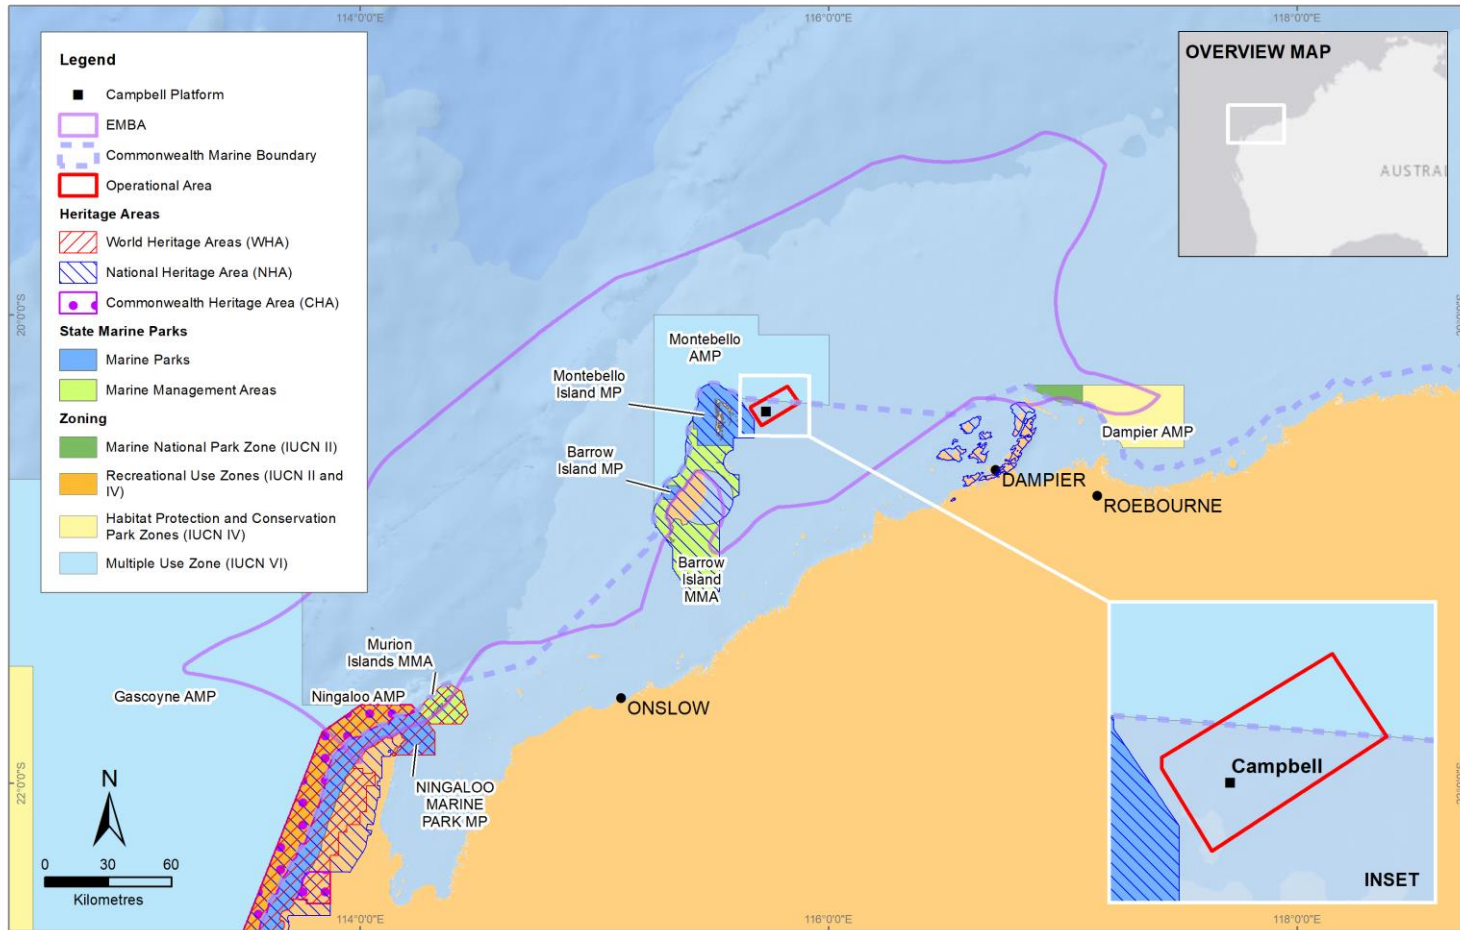 114°0'0"E
116°0'0"E
118°0'0"E
Legend
Campbell Platform
EMBA
Commonwealth Marine Boundary
Operational Area
Heritage Areas
World Heritage Areas (WHA)
National Heritage Area (NHA)
Commonwealth Heritage Area (CHA)
State Marine Parks
Marine Parks
Marine Management Areas
Zoning
Marine National Park Zone (IUCN II)
Recreational Use Zones (IUCN II and
IV)
Habitat Protection and Conservation
Park Zones (IUCN IV)
Multiple Use Zone (IUCN VI)
OVERVIEW MAP
AUSTRAL
20°0'0"S
20°0'0"S
Montebello
AMP
Montebello
Island MP
Barrow
Island MP
Dampier AMP
DAMPIER
ROEBOURNE
Barrow
Island
MMA
Murion
Islands MMA
Gascoyne AMP
Ningaloo AMP
ONSLOW
NINGALOO
MARINE
PARK MP
22°0'0"S
22°0'0"S
N
0 30 60
Kilometres
Campbell
INSET
114°0'0"E
116°0'0"E
118°0'0"E